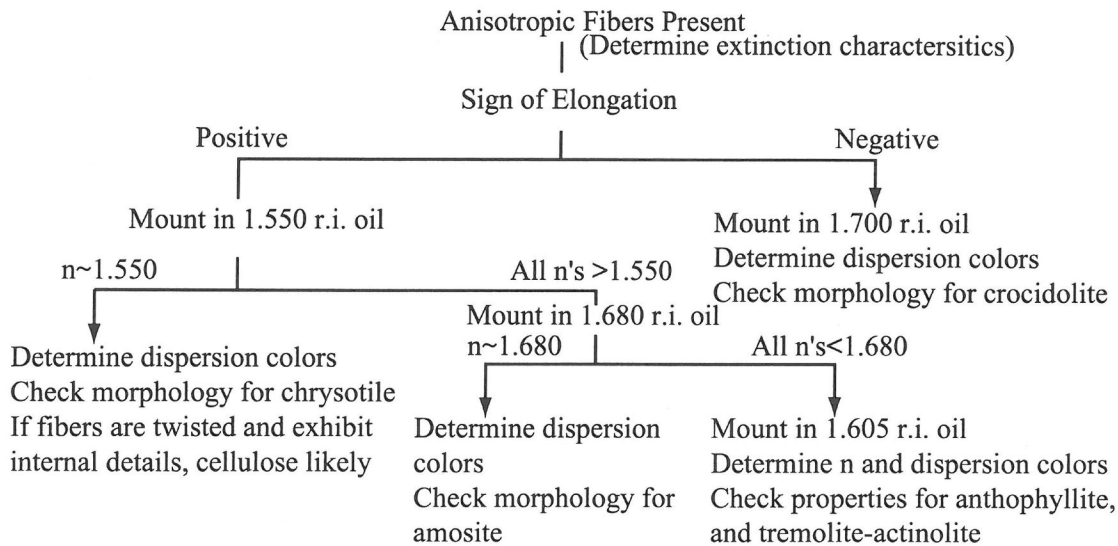 Anisotropic Fibers Present
(Determine extinction charactersitics)
Sign of Elongation
Positive
Negative
Mount in 1.550 r.i. oil
Mount in 1.700 r.i. oil
Determine dispersion colors
Check morphology for crocidolite
n~1.550
All n's >1.550
Mount in 1.680 r.i. oil
n~1.680
All n's<1.680
Determine dispersion colors
Check morphology for chrysotile
If fibers are twisted and exhibit
internal details, cellulose likely
Determine dispersion
colors
Check morphology for
amosite
Mount in 1.605 r.i. oil
Determine n and dispersion colors
Check properties for anthophyllite,
and tremolite-actinolite